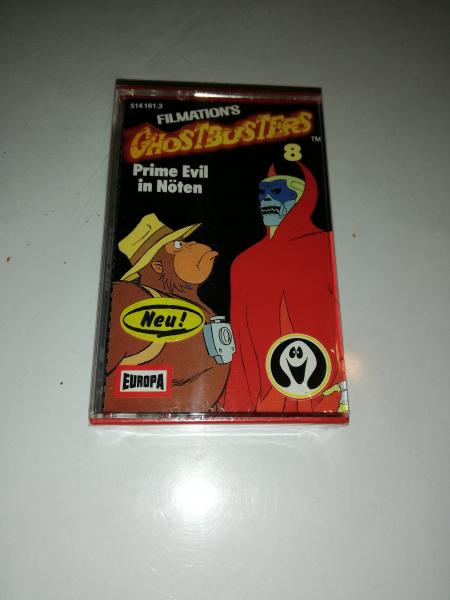 514 161.3
FILMATION'S
GHOSTBUSTERS TM
8
Prime Evil
in Nöten
Neu!
EUROPA